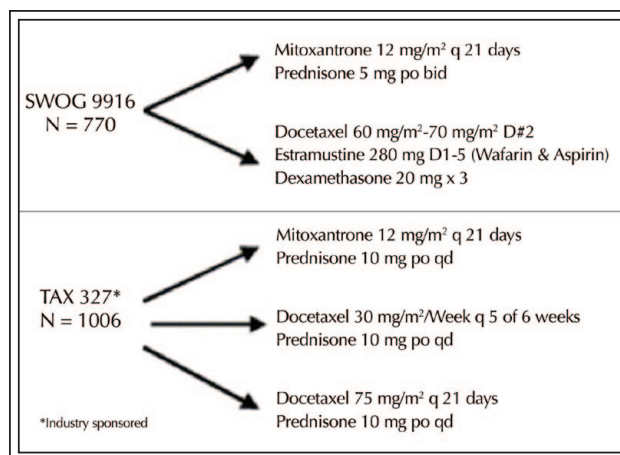 SWOG 9916
N = 770
Mitoxantrone 12 mg/m² q 21 days
Prednisone 5 mg po bid
Docetaxel 60 mg/m²-70 mg/m² D#2
Estramustine 280 mg D1-5 (Wafarin & Aspirin)
Dexamethasone 20 mg x 3
TAX 327*
N = 1006
Mitoxantrone 12 mg/m² q 21 days
Prednisone 10 mg po qd
Docetaxel 30 mg/m²/Week q 5 of 6 weeks
Prednisone 10 mg po qd
Docetaxel 75 mg/m² q 21 days
Prednisone 10 mg po qd
*Industry sponsored